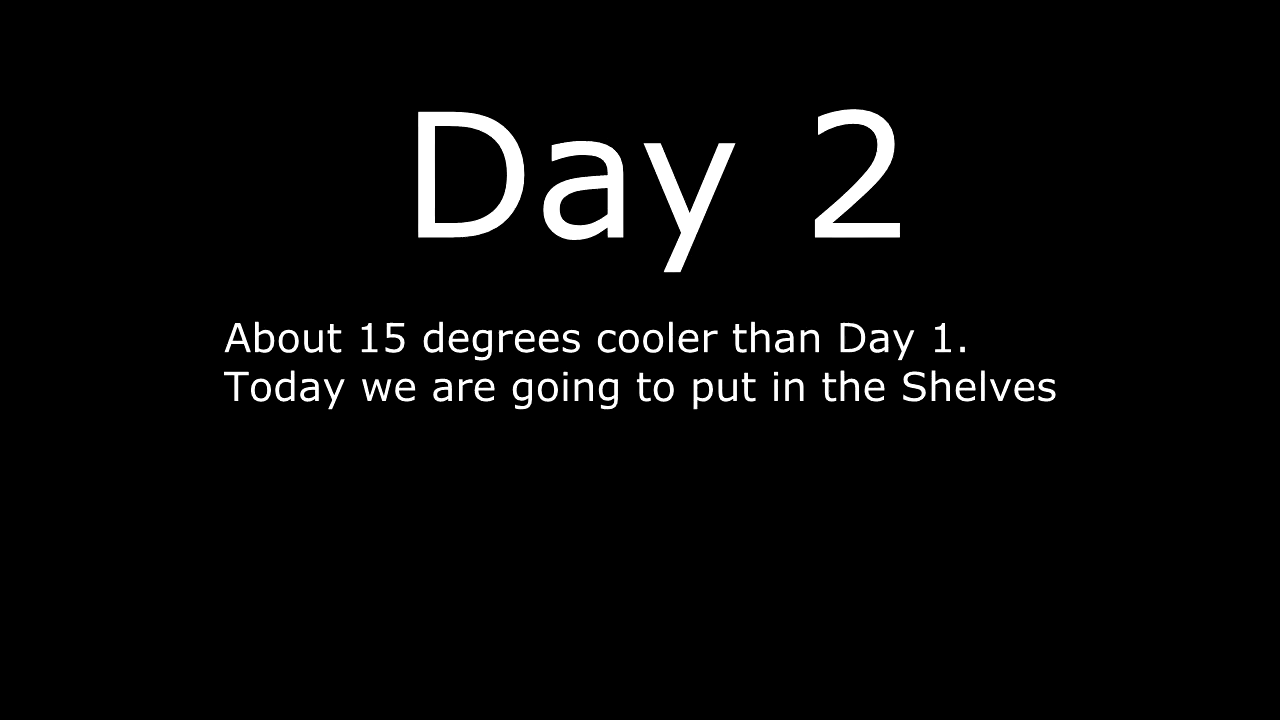 Day 2
About 15 degrees cooler than Day 1.
Today we are going to put in the Shelves